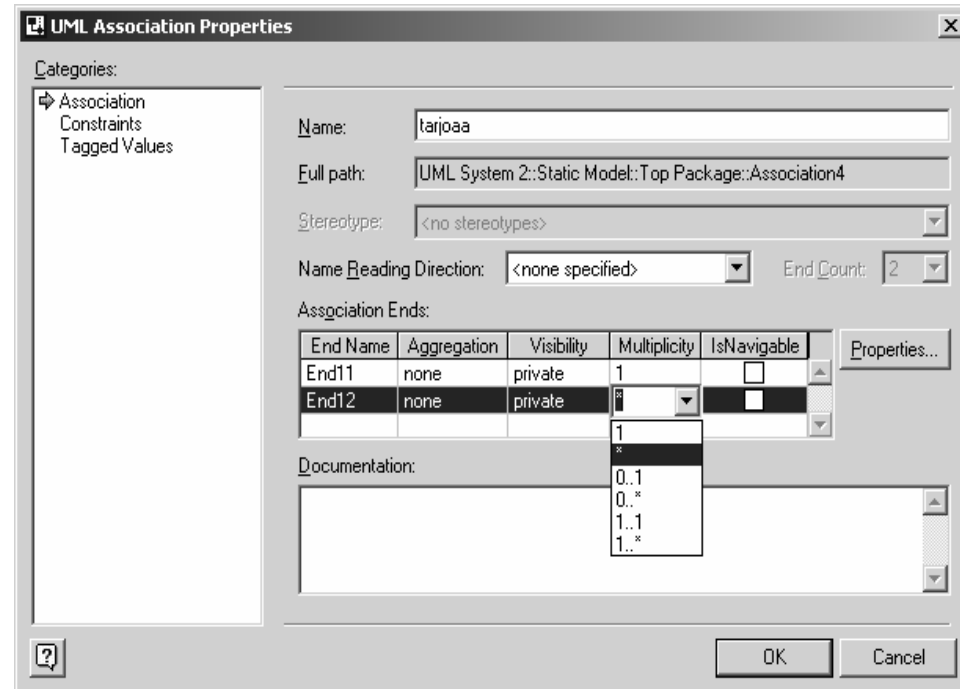 UML Association Properties
Categories:
Association
Constraints
Tagged Values
Name: tarjoaa
Full path: UML System 2::Static Model::Top Package::Association4
Stereotype: <no stereotypes>
Name Reading Direction: <none specified> End Count: 2
Association Ends:
End Name Aggregation Visibility Multiplicity IsNavigable Properties...
End11 none private 1
End12 none private *
1
*
0..1
0..*
1..1
1..*
Documentation:
OK Cancel